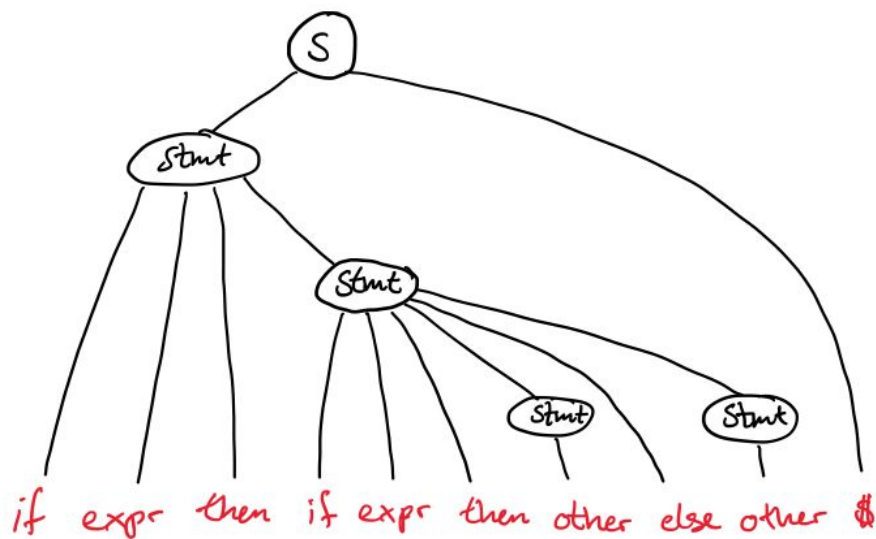 S
Stmt
Stmt
Stmt Stmt
if expr then if expr then other else other $